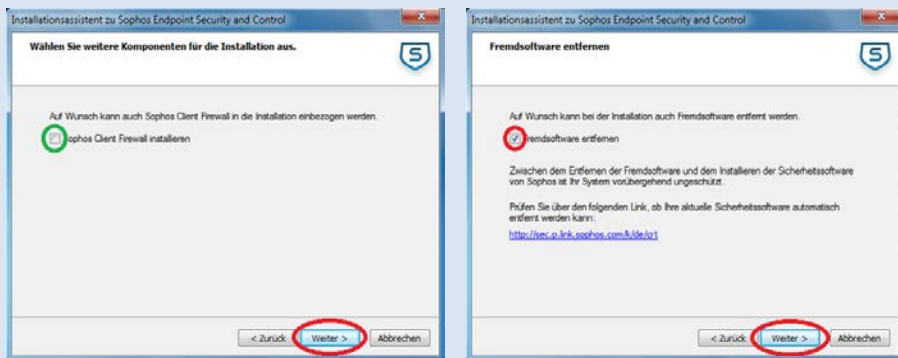 Installationsassistent zu Sophos Endpoint Security and Control
Wählen Sie weitere Komponenten für die Installation aus.
Auf Wunsch kann auch Sophos Client Firewall in die Installation einbezogen werden.
ophos Client Firewall installieren
< Zurück
Weiter >
Abbrechen
Installationsassistent zu Sophos Endpoint Security and Control
Fremdsoftware entfernen
Auf Wunsch kann bei der Installation auch Fremdsoftware entfernt werden.
remdsoftware entfernen
Zwischen dem Entfernen der Fremdsoftware und dem Installieren der Sicherheitssoftware
von Sophos ist Ihr System vorübergehend ungeschützt.
Prüfen Sie über den folgenden Link, ob Ihre aktuelle Sicherheitssoftware automatisch
entfernt werden kann:
http://sec.p.link.sophos.com/k/de/crt
< Zurück
Weiter >
Abbrechen